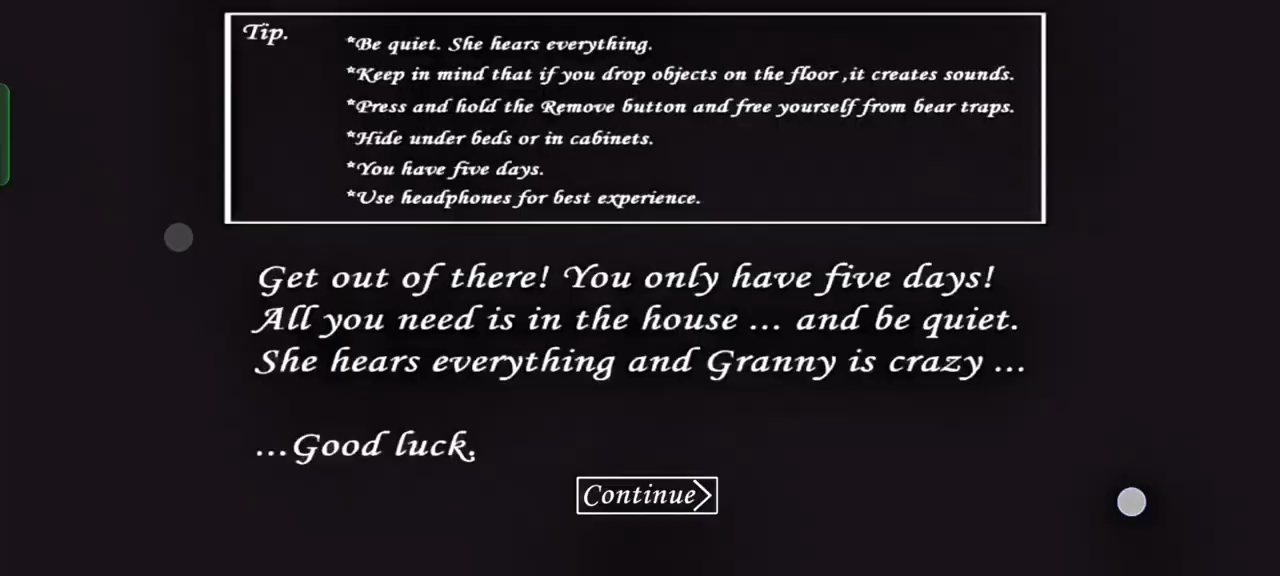 Tip.
*Be quiet. She hears everything.
*Keep in mind that if you drop objects on the floor ,it creates sounds.
*Press and hold the Remove button and free yourself from bear traps.
*Hide under beds or in cabinets.
*You have five days.
*Use headphones for best experience.
Get out of there! You only have five days!
All you need is in the house ... and be quiet.
She hears everything and Granny is crazy ...
...Good luck.
Continue